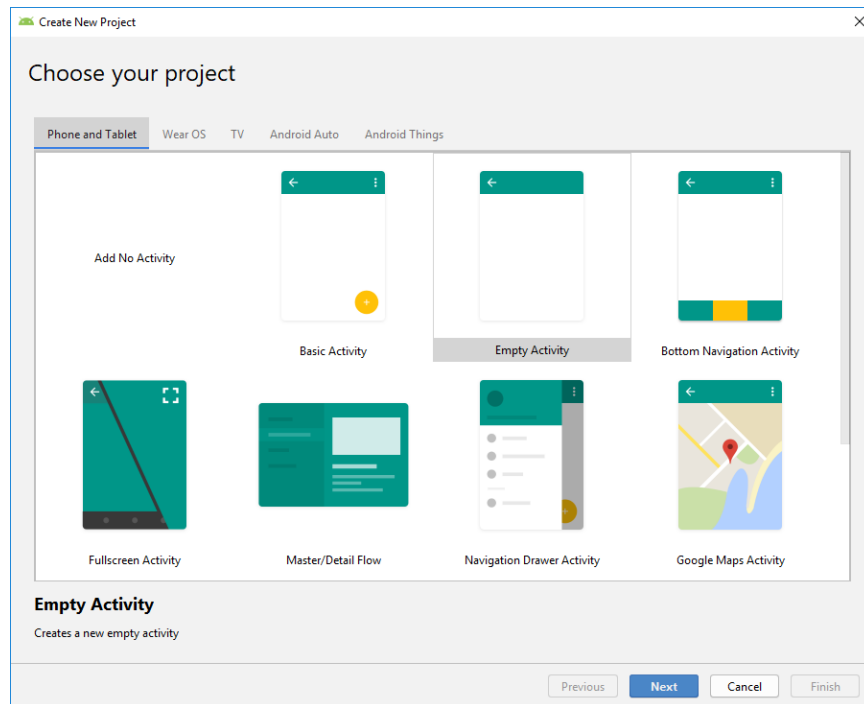 Create New Project
Choose your project
Phone and Tablet Wear OS TV Android Auto Android Things
Add No Activity
Basic Activity
Empty Activity
Bottom Navigation Activity
Fullscreen Activity
Master/Detail Flow
Navigation Drawer Activity
Google Maps Activity
Empty Activity
Creates a new empty activity
Previous Next Cancel Finish